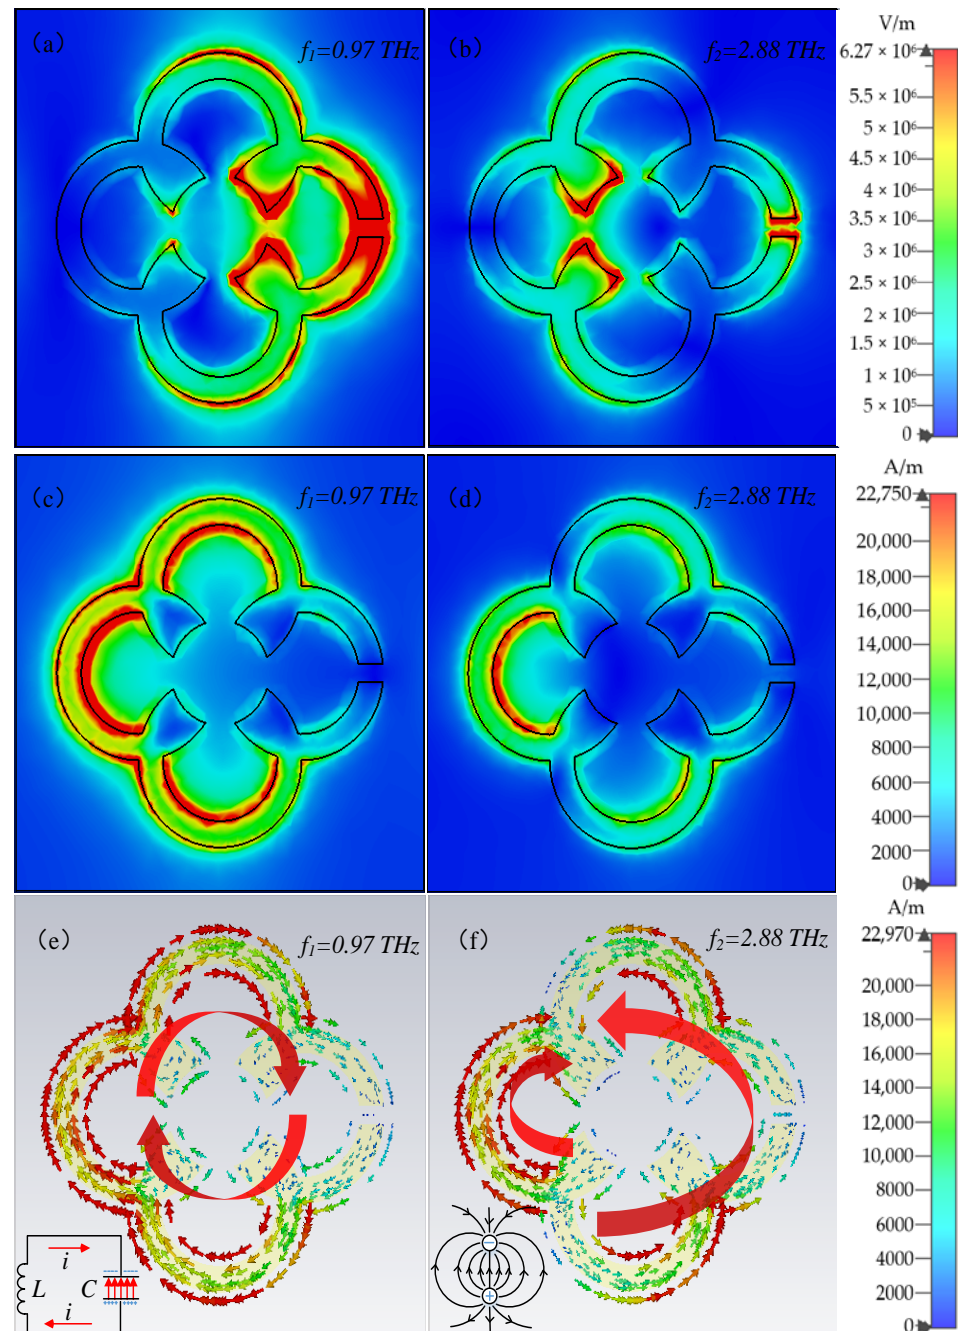 (a)
f₁=0.97 THz
(b)
f₂=2.88 THz
V/m
6.27 × 10⁶
5.5 × 10⁶
5 × 10⁶
4.5 × 10⁶
4 × 10⁶
3.5 × 10⁶
3 × 10⁶
2.5 × 10⁶
2 × 10⁶
1.5 × 10⁶
1 × 10⁶
5 × 10⁵
0
(c)
f₁=0.97 THz
(d)
f₂=2.88 THz
A/m
22,750
20,000
18,000
16,000
14,000
12,000
10,000
8000
6000
4000
2000
0
(e)
f₁=0.97 THz
(f)
f₂=2.88 THz
A/m
22,970
20,000
18,000
16,000
14,000
12,000
10,000
8000
6000
4000
2000
0
i
L C
i
−
+